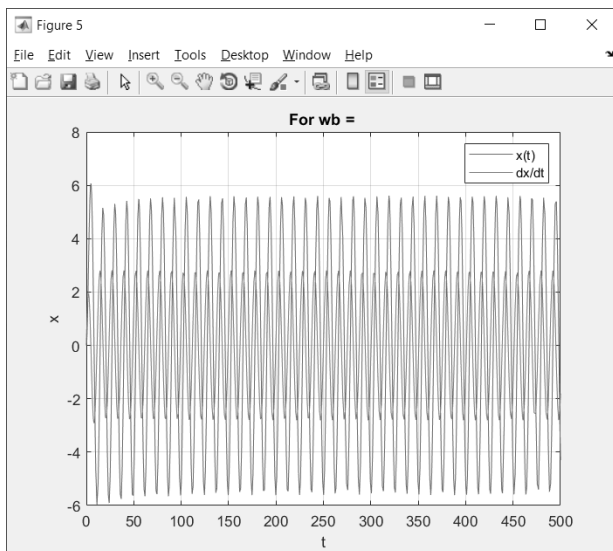 Figure 5
File Edit View Insert Tools Desktop Window Help
For wb =
x(t)
dx/dt
8
6
4
2
0
-2
-4
-6
x
0 50 100 150 200 250 300 350 400 450 500
t